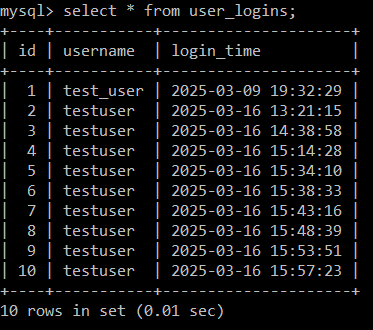 mysql> select * from user_logins;
+----+-----------+---------------------+
| id | username  | login_time          |
+----+-----------+---------------------+
|  1 | test_user | 2025-03-09 19:32:29 |
|  2 | testuser  | 2025-03-16 13:21:15 |
|  3 | testuser  | 2025-03-16 14:38:58 |
|  4 | testuser  | 2025-03-16 15:14:28 |
|  5 | testuser  | 2025-03-16 15:34:10 |
|  6 | testuser  | 2025-03-16 15:38:33 |
|  7 | testuser  | 2025-03-16 15:43:16 |
|  8 | testuser  | 2025-03-16 15:48:39 |
|  9 | testuser  | 2025-03-16 15:53:51 |
| 10 | testuser  | 2025-03-16 15:57:23 |
+----+-----------+---------------------+
10 rows in set (0.01 sec)